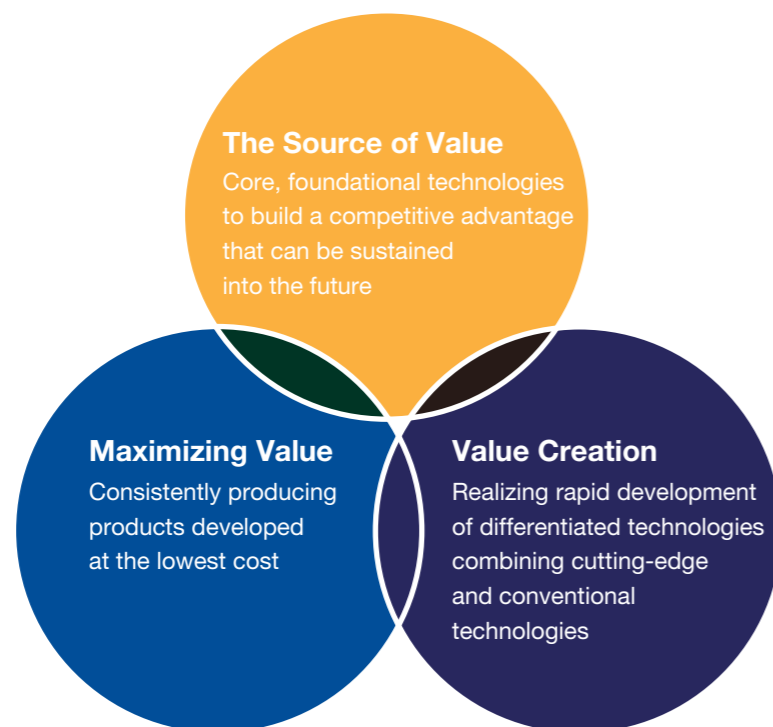 The Source of Value
Core, foundational technologies
to build a competitive advantage
that can be sustained
into the future
Maximizing Value
Consistently producing
products developed
at the lowest cost
Value Creation
Realizing rapid development
of differentiated technologies
combining cutting-edge
and conventional
technologies